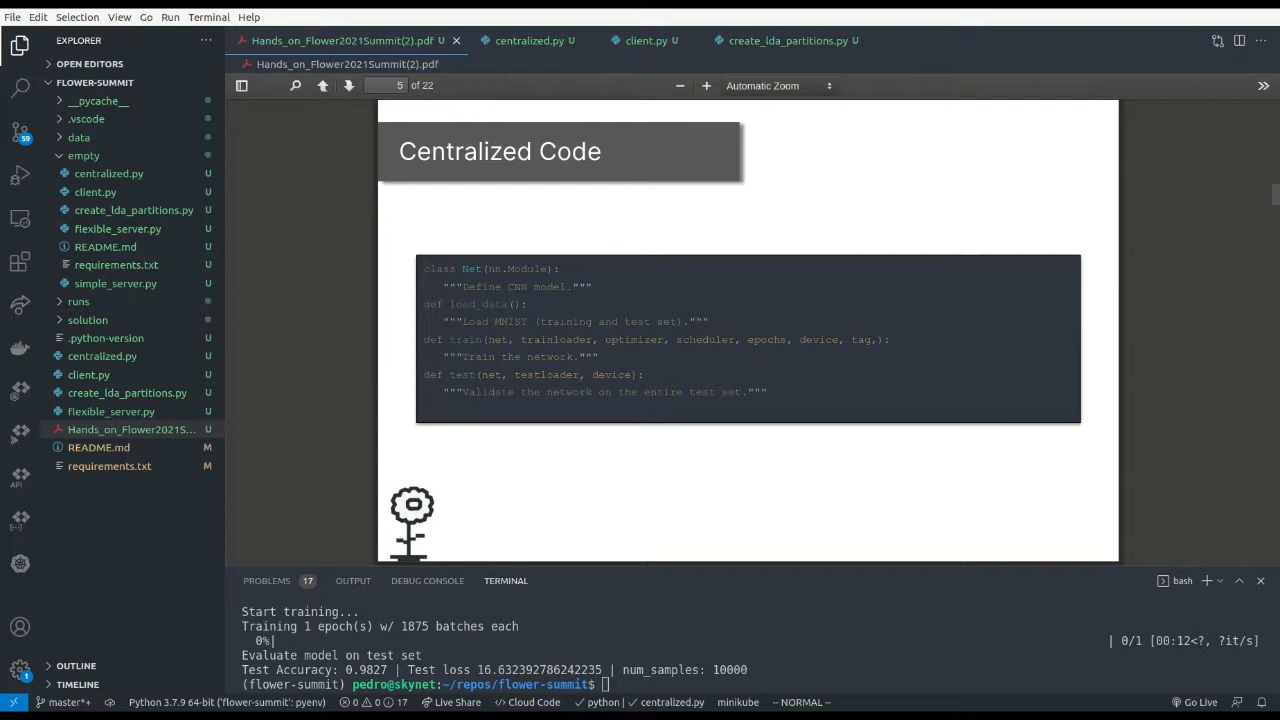 File Edit Selection View Go Run Terminal Help
EXPLORER
OPEN EDITORS
FLOWER-SUMMIT
__pycache__
.vscode
data
empty
centralized.py U
client.py U
create_lda_partitions.py U
flexible_server.py U
README.md U
requirements.txt U
simple_server.py U
runs
solution
.python-version U
centralized.py U
client.py U
create_lda_partitions.py U
flexible_server.py U
Hands_on_Flower2021S... U
README.md M
requirements.txt M
OUTLINE
TIMELINE
59
API
1
Hands_on_Flower2021Summit(2).pdf U centralized.py U client.py U create_lda_partitions.py U
Hands_on_Flower2021Summit(2).pdf
5 of 22 Automatic Zoom
Centralized Code
class Net(nn.Module):
"""Define CNN model."""
def load_data():
"""Load MNIST (training and test set)."""
def train(net, trainloader, optimizer, scheduler, epochs, device, tag,):
"""Train the network."""
def test(net, testloader, device):
"""Validate the network on the entire test set."""
PROBLEMS 17 OUTPUT DEBUG CONSOLE TERMINAL bash
Start training...
Training 1 epoch(s) w/ 1875 batches each
0%| | 0/1 [00:12<?, ?it/s]
Evaluate model on test set
Test Accuracy: 0.9827 | Test loss 16.632392786242235 | num_samples: 10000
(flower-summit) pedro@skynet:~/repos/flower-summit$
master*+ Python 3.7.9 64-bit ('flower-summit': pyenv) 0 0 17 Live Share Cloud Code python | centralized.py minikube -- NORMAL -- Go Live